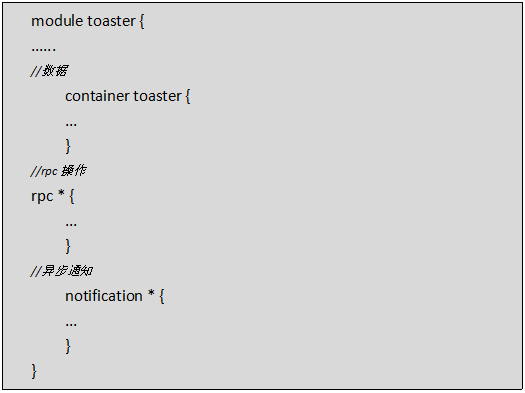 module toaster {
......
//数据
container toaster {
...
}
//rpc 操作
rpc * {
...
}
//异步通知
notification * {
...
}
}